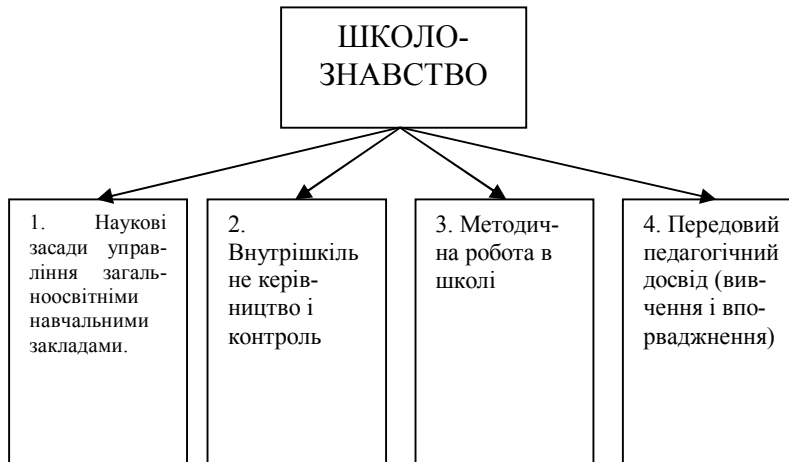 ШКОЛО-
ЗНАВСТВО
1. Наукові
засади управ-
ління загаль-
ноосвітніми
навчальними
закладами.
2.
Внутрішкіль
не керів-
ництво і
контроль
3. Методич-
на робота в
школі
4. Передовий
педагогічний
досвід (вив-
чення і впо-
рваджнення)